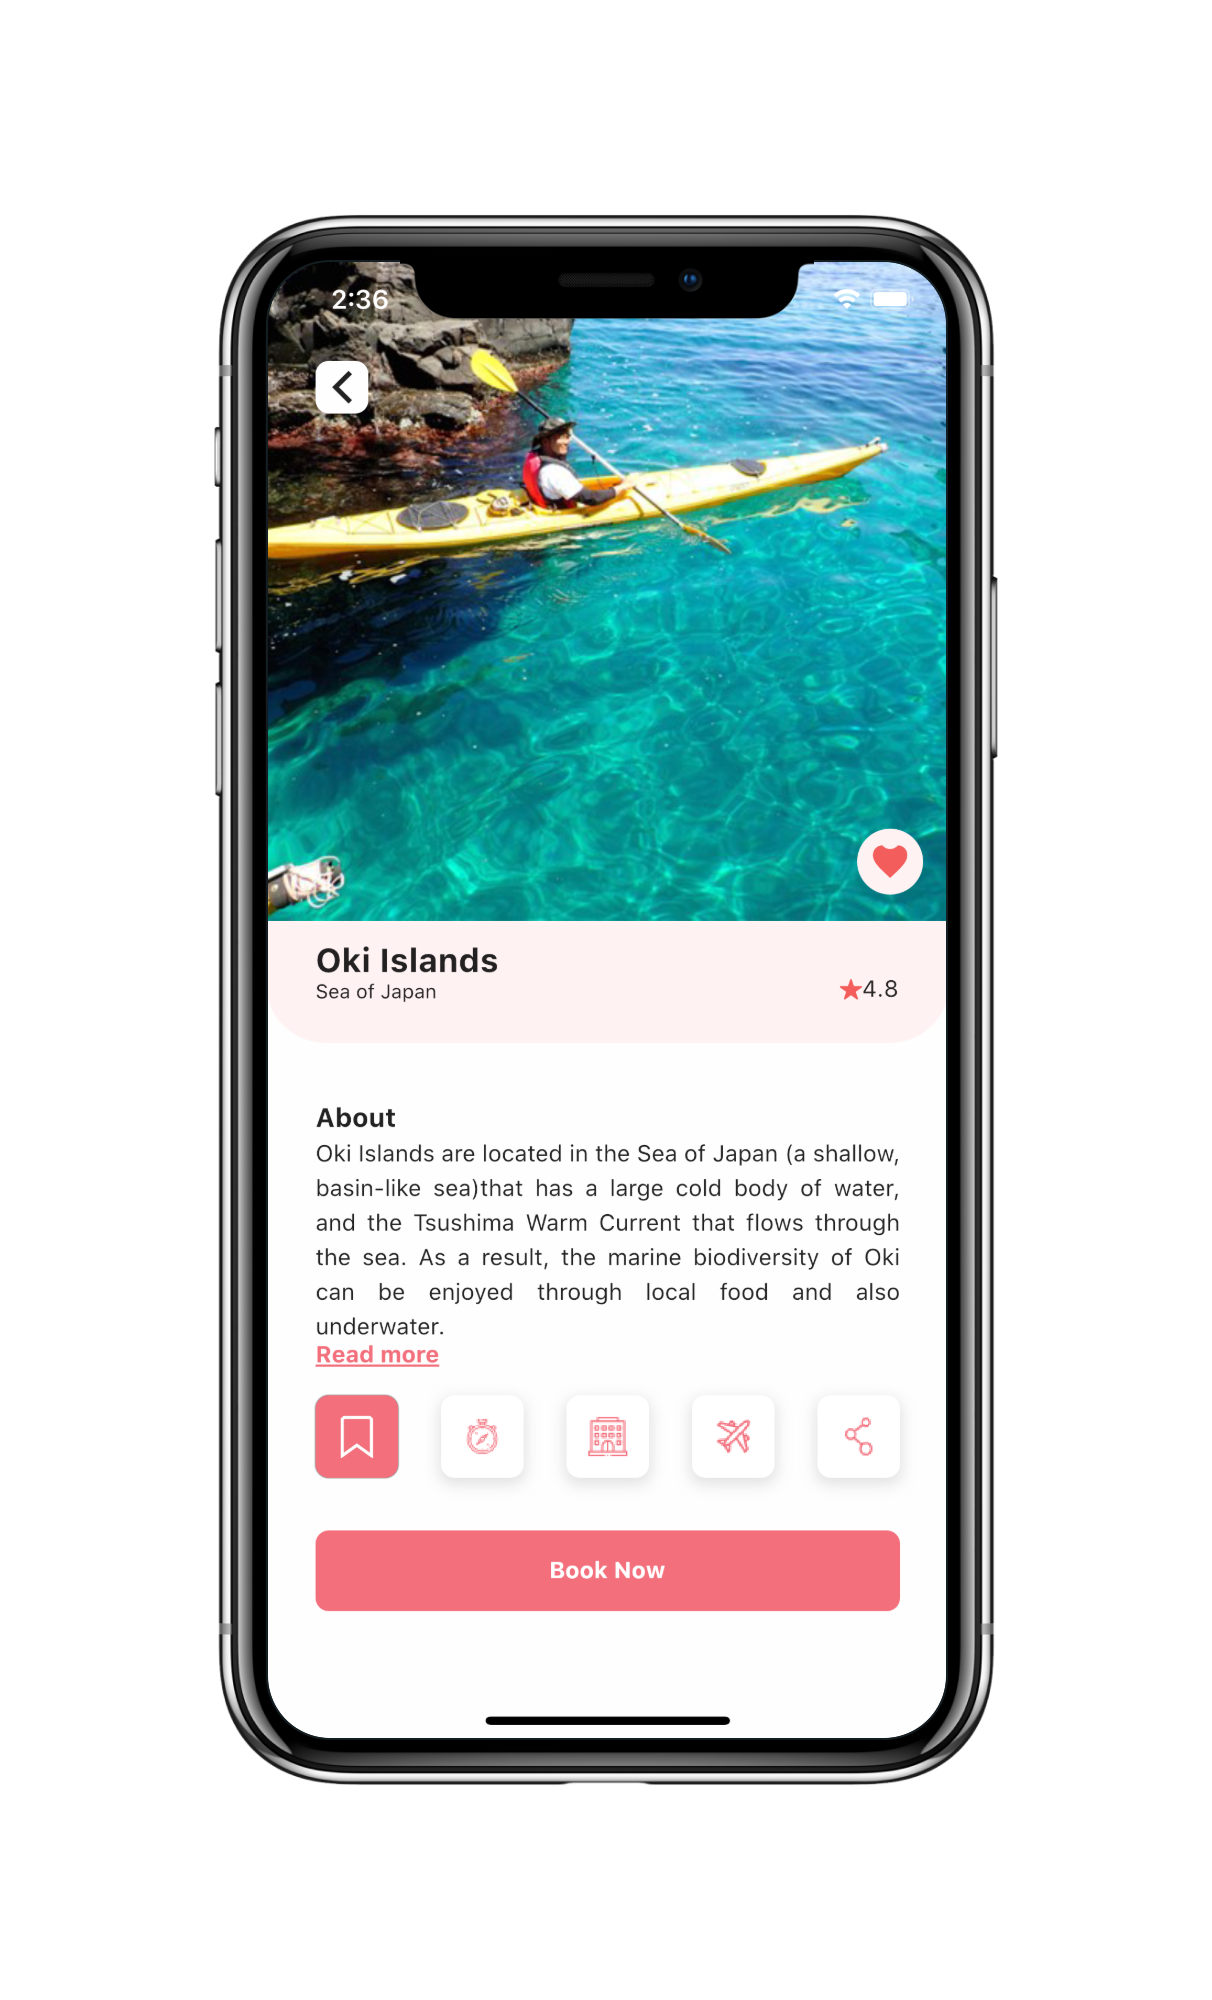 2:36
Oki Islands
Sea of Japan
4.8
About
Oki Islands are located in the Sea of Japan (a shallow,
basin-like sea)that has a large cold body of water,
and the Tsushima Warm Current that flows through
the sea. As a result, the marine biodiversity of Oki
can be enjoyed through local food and also
underwater.
Read more
Book Now